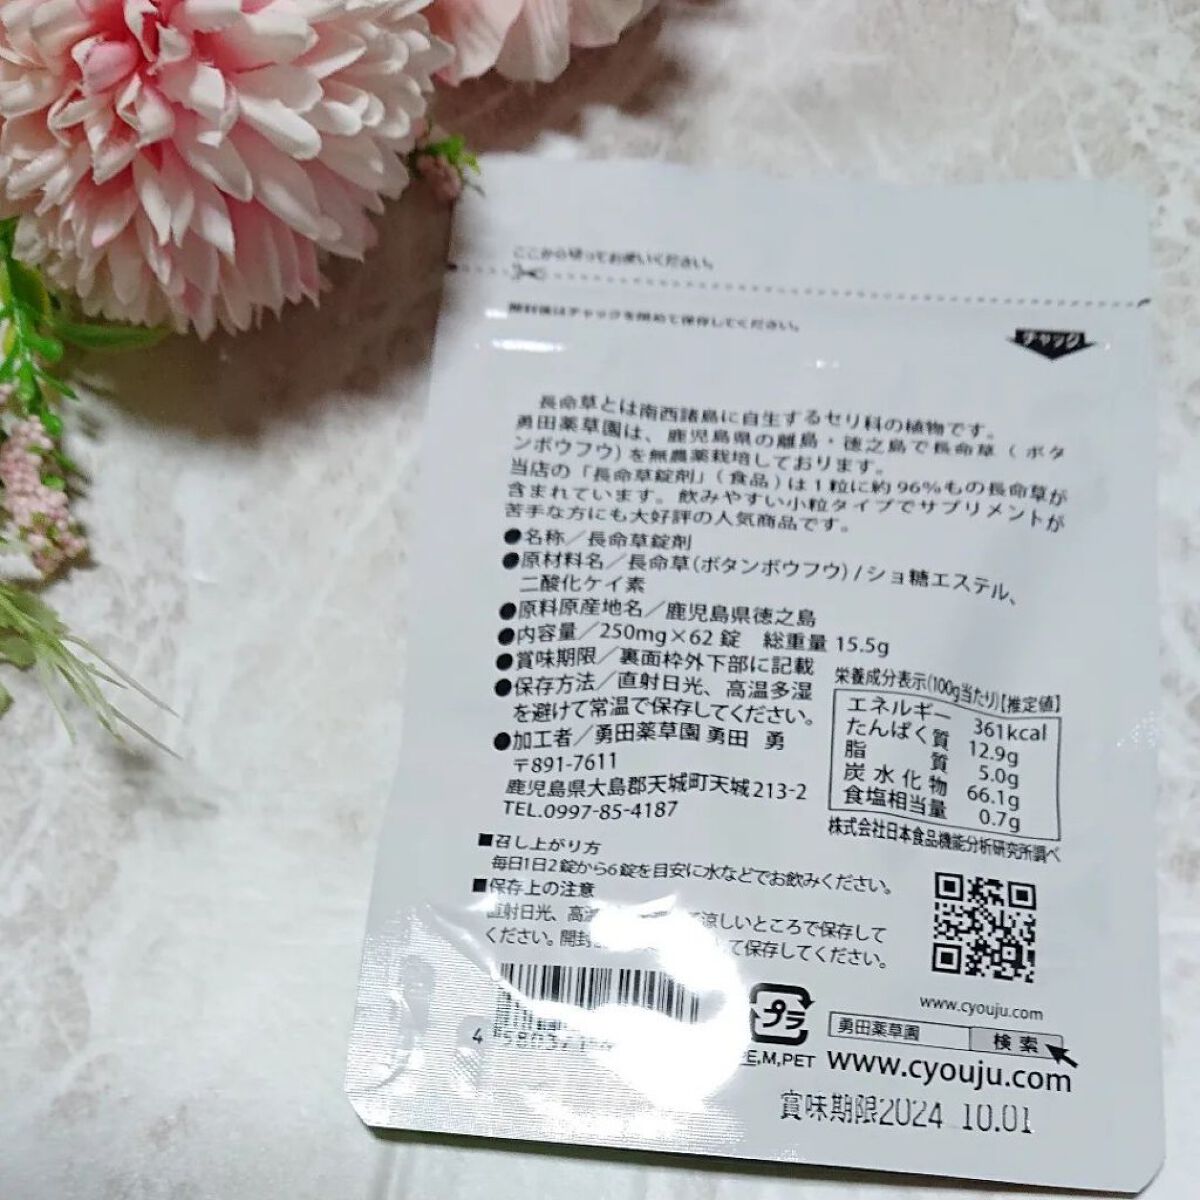 ここから切ってお使いください。
開封後はチャックを閉めて保存してください。
チャック
長命草とは南西諸島に自生するセリ科の植物です。
勇田薬草園は、鹿児島県の離島・徳之島で長命草(ボタ
ンボウフウ)を無農薬栽培しております。
当店の「長命草錠剤」(食品)は1粒に約96%もの長命草が
含まれています。飲みやすい小粒タイプでサプリメントが
苦手な方にも大好評の人気商品です。
●名称/長命草錠剤
●原材料名/長命草(ボタンボウフウ)/ショ糖エステル、
二酸化ケイ素
●原料原産地名/鹿児島県徳之島
●内容量/250mg×62錠 総重量 15.5g
●賞味期限/裏面枠外下部に記載
●保存方法/直射日光、高温多湿
を避けて常温で保存してください。
●加工者/勇田薬草園 勇田 勇
〒891-7611
鹿児島県大島郡天城町天城213-2
TEL.0997-85-4187
栄養成分表示(100g当たり)【推定値】
エネルギー 361kcal
たんぱく質 12.9g
脂質 5.0g
炭水化物 66.1g
食塩相当量 0.7g
株式会社日本食品機能分析研究所調べ
■召し上がり方
毎日1日2錠から6錠を目安に水などでお飲みください。
■保存上の注意
直射日光、高温 涼しいところで保存して
ください。開封 して保存してください。
プラ
PE,M,PET
www.cyouju.com
勇田薬草園 検索
www.cyouju.com
賞味期限2024 10.01